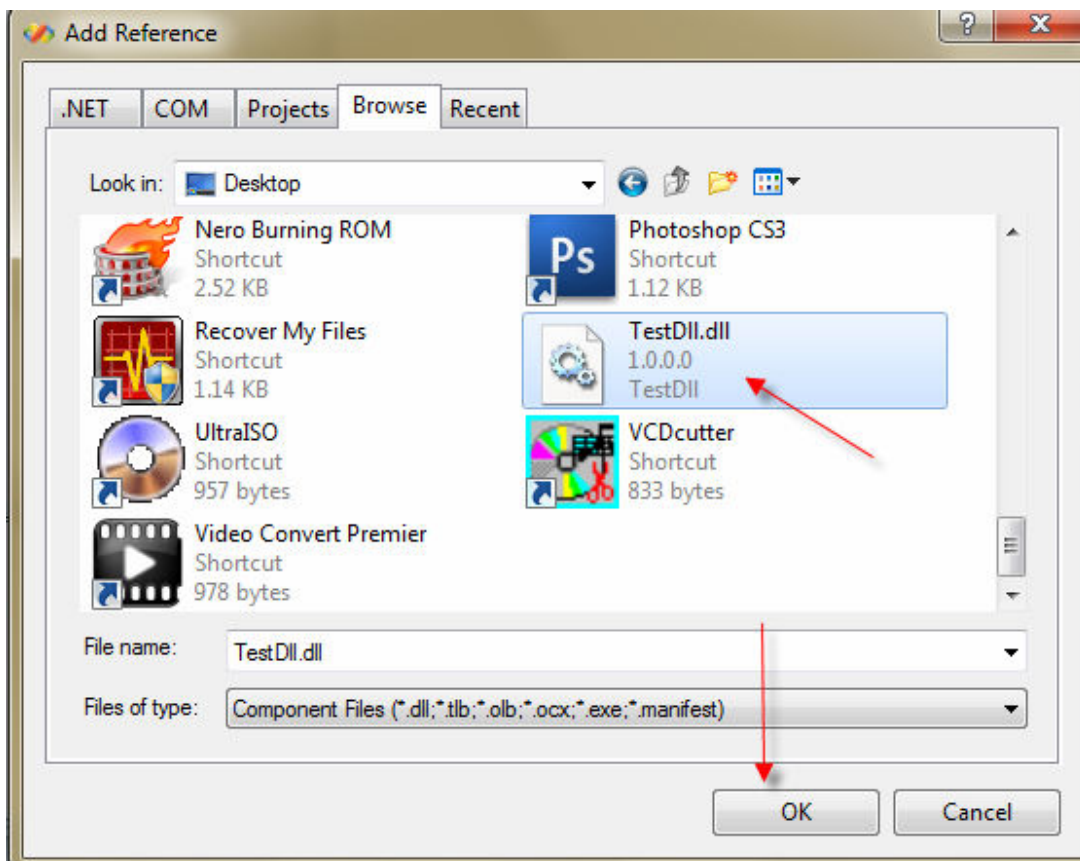 Add Reference
.NET
COM
Projects
Browse
Recent
Look in:
Desktop
Nero Burning ROM
Shortcut
2.52 KB
Photoshop CS3
Shortcut
1.12 KB
Ps
Recover My Files
Shortcut
1.14 KB
TestDll.dll
1.0.0.0
TestDll
UltraISO
Shortcut
957 bytes
VCDcutter
Shortcut
833 bytes
Video Convert Premier
Shortcut
978 bytes
File name:
TestDll.dll
Files of type:
Component Files (*.dll;*.tlb;*.olb;*.ocx;*.exe;*.manifest)
OK
Cancel